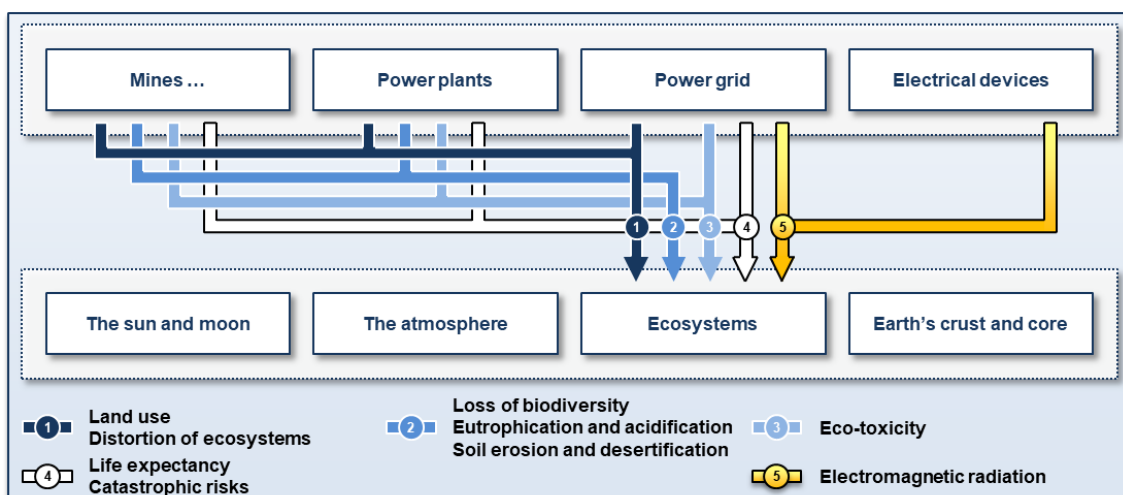 Mines ...
Power plants
Power grid
Electrical devices
1
2
3
4
5
The sun and moon
The atmosphere
Ecosystems
Earth's crust and core
1
Land use
Distortion of ecosystems
2
Loss of biodiversity
Eutrophication and acidification
Soil erosion and desertification
3
Eco-toxicity
4
Life expectancy
Catastrophic risks
5
Electromagnetic radiation